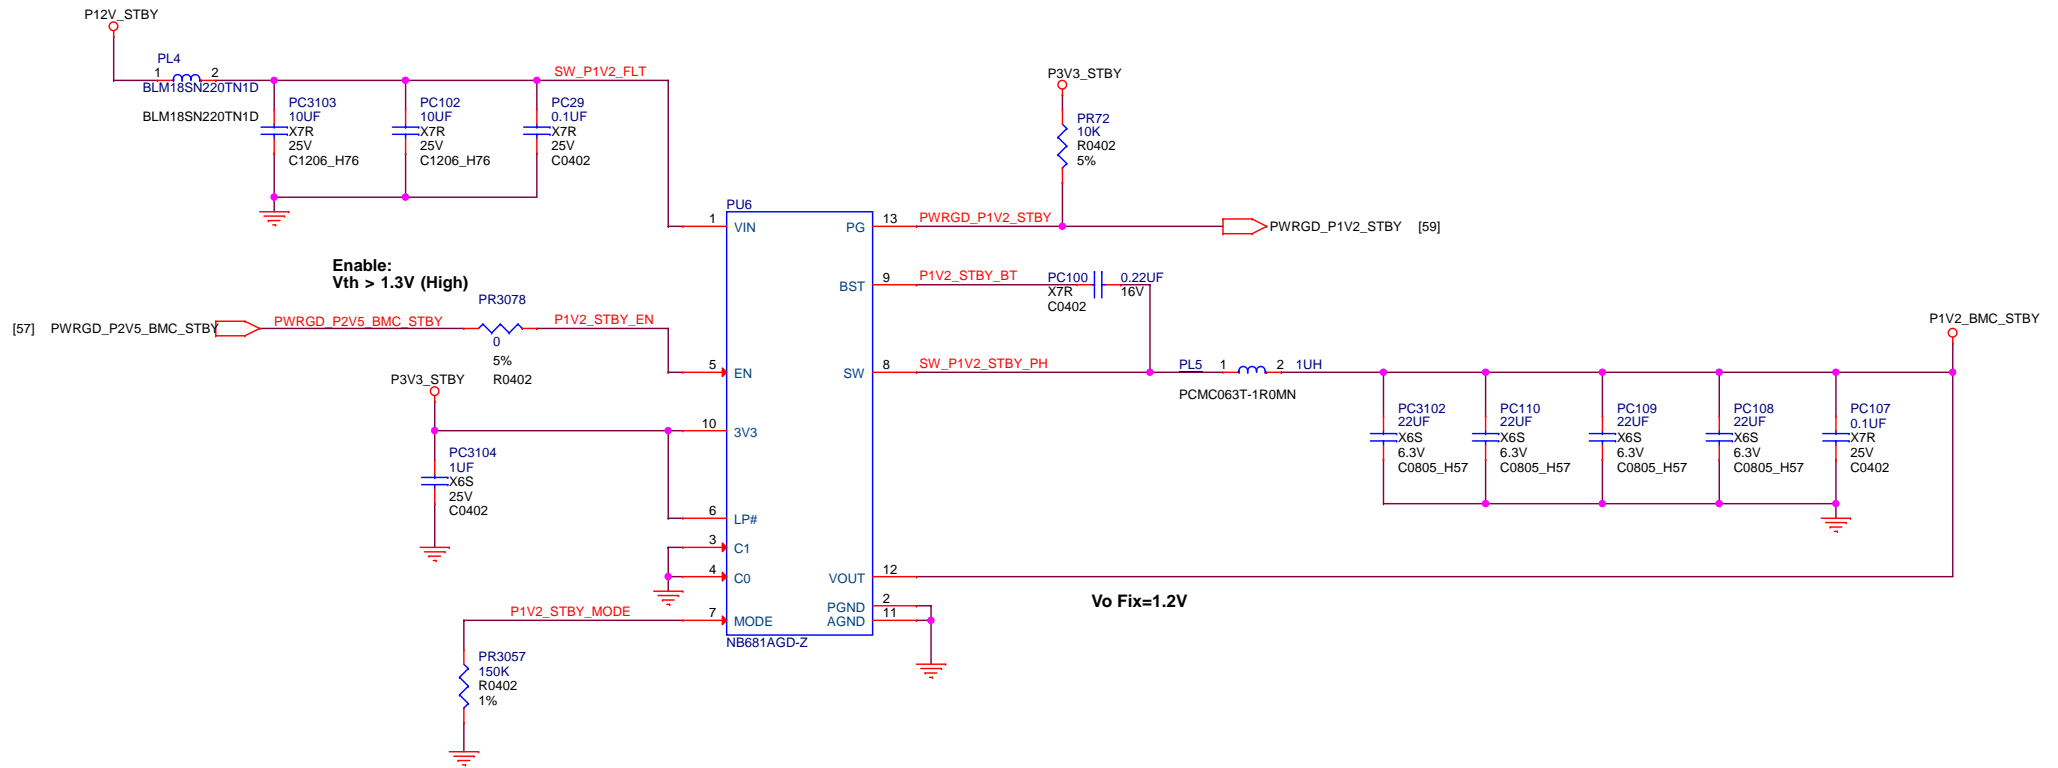 P12V_STBY
PL4
1
2
BLM18SN220TN1D
BLM18SN220TN1D
SW_P1V2_FLT
PC3103
10UF
X7R
25V
C1206_H76
PC102
10UF
X7R
25V
C1206_H76
PC29
0.1UF
X7R
25V
C0402
P3V3_STBY
PR72
10K
R0402
5%
PU6
1
VIN
PG
13
PWRGD_P1V2_STBY
PWRGD_P1V2_STBY [59]
Enable:
Vth > 1.3V (High)
BST
9
P1V2_STBY_BT
PC100
X7R
C0402
0.22UF
16V
[57] PWRGD_P2V5_BMC_STBY
PWRGD_P2V5_BMC_STBY
PR3078
0
5%
R0402
P1V2_STBY_EN
5
EN
SW
8
SW_P1V2_STBY_PH
PL5
1
2
1UH
PCMC063T-1R0MN
P1V2_BMC_STBY
P3V3_STBY
10
3V3
PC3104
1UF
X6S
25V
C0402
PC3102
22UF
X6S
6.3V
C0805_H57
PC110
22UF
X6S
6.3V
C0805_H57
PC109
22UF
X6S
6.3V
C0805_H57
PC108
22UF
X6S
6.3V
C0805_H57
PC107
0.1UF
X7R
25V
C0402
6
LP#
3
C1
4
C0
VOUT
12
PGND
2
AGND
11
Vo Fix=1.2V
P1V2_STBY_MODE
7
MODE
NB681AGD-Z
PR3057
150K
R0402
1%